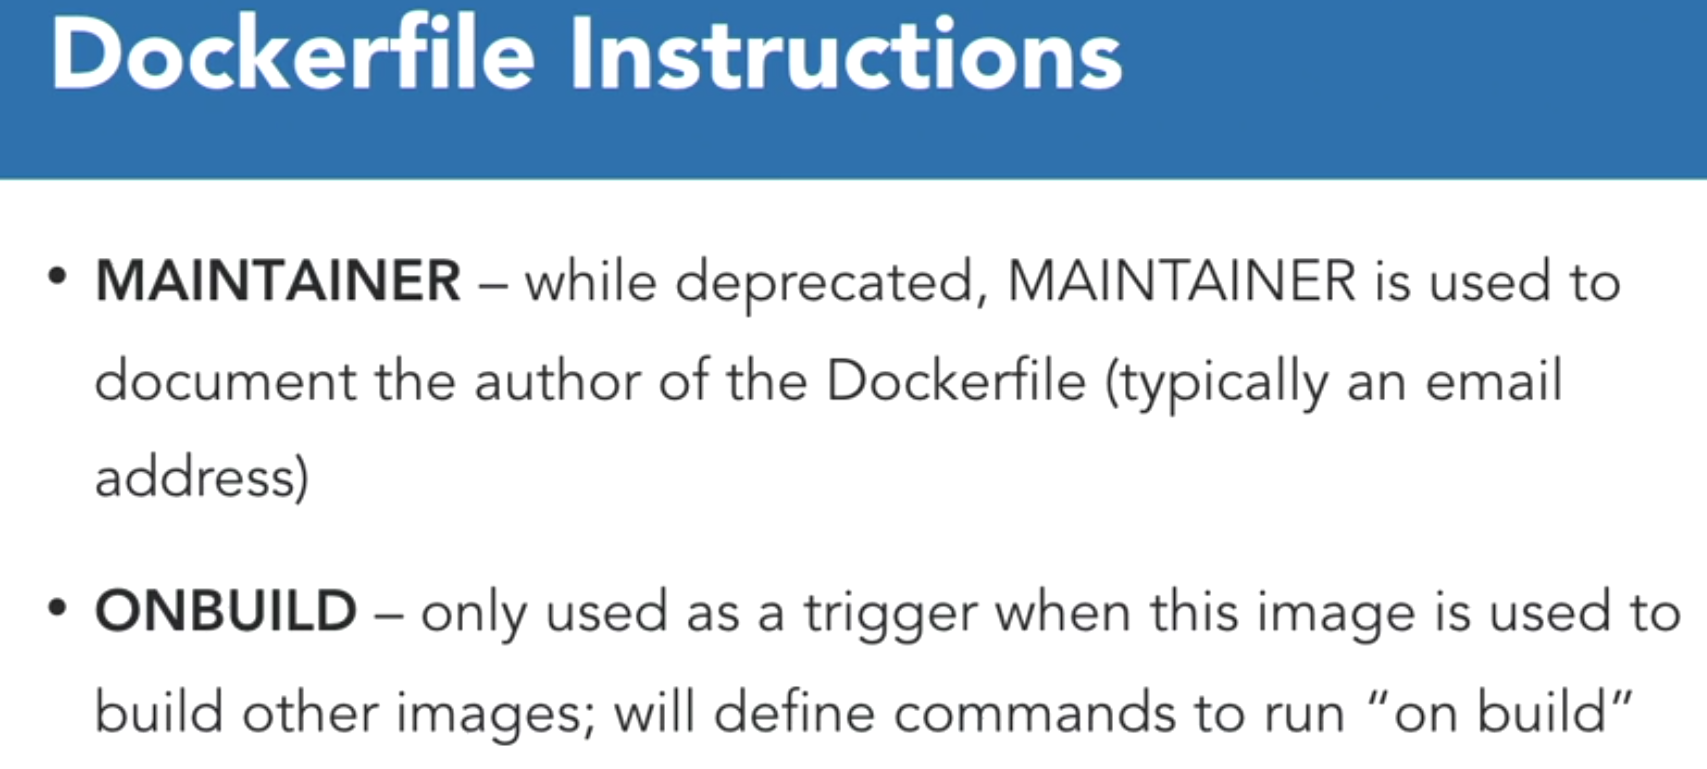 Dockerfile Instructions
• MAINTAINER – while deprecated, MAINTAINER is used to
document the author of the Dockerfile (typically an email
address)
• ONBUILD – only used as a trigger when this image is used to
build other images; will define commands to run “on build”